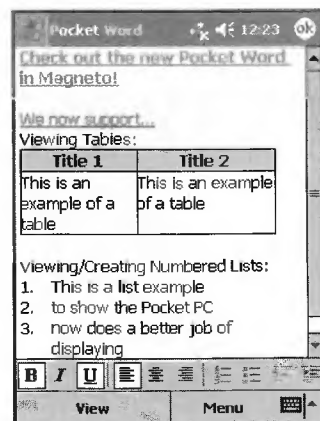 Pocket Word 12:23 ok
Check out the new Pocket Word
in Magneto!
We now support...
Viewing Tables:
Title 1 Title 2
This is an example of a table This is an example of a table
Viewing/Creating Numbered Lists:
1. This is a list example
2. to show the Pocket PC
3. now does a better job of
displaying
B I U
View Menu